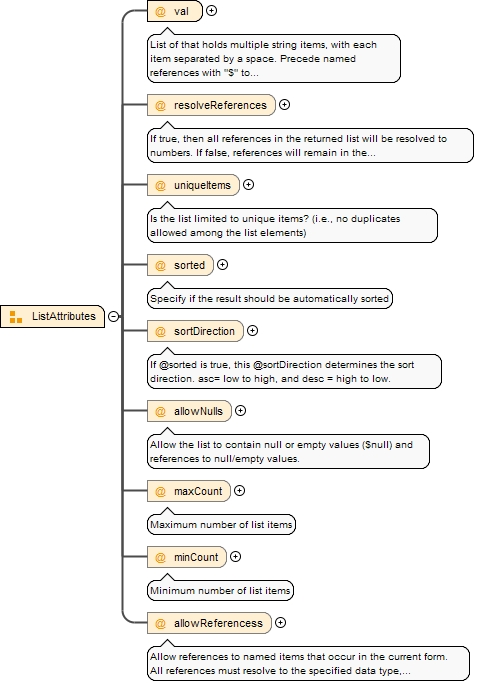 @ val
List of that holds multiple string items, with each
item separated by a space. Precede named
references with "$" to...
@ resolveReferences
If true, then all references in the returned list will be resolved to
numbers. If false, references will remain in the...
@ uniqueItems
Is the list limited to unique items? (i.e., no duplicates
allowed among the list elements)
@ sorted
Specify if the result should be automatically sorted
ListAttributes
@ sortDirection
If @sorted is true, this @sortDirection determines the sort
direction. asc= low to high, and desc = high to low.
@ allowNulls
Allow the list to contain null or empty values ($null) and
references to null/empty values.
@ maxCount
Maximum number of list items
@ minCount
Minimum number of list items
@ allowReferencess
Allow references to named items that occur in the current form.
All references must resolve to the specified data type,...